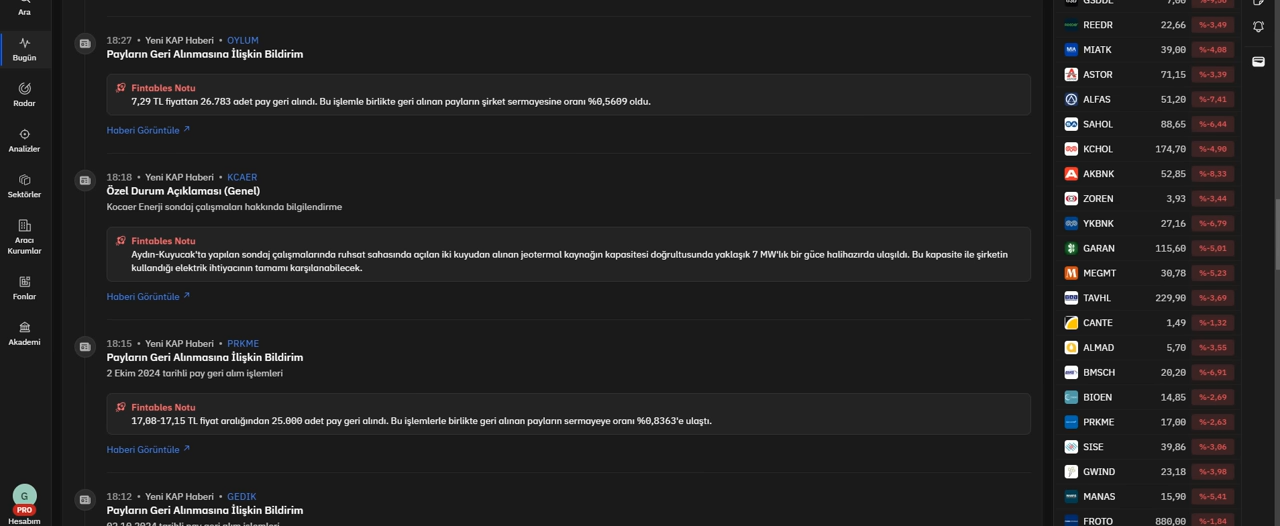 Ara
Bugün
Radar
Analizler
Sektörler
Aracı
Kurumlar
Fonlar
Akademi
G
PRO
Hesabım
18:27 • Yeni KAP Haberi • OYLUM
Payların Geri Alınmasına İlişkin Bildirim
Fintables Notu
7,29 TL fiyattan 26.783 adet pay geri alındı. Bu işlemle birlikte geri alınan payların şirket sermayesine oranı %0,5609 oldu.
Haberi Görüntüle
18:18 • Yeni KAP Haberi • KCAER
Özel Durum Açıklaması (Genel)
Kocaer Enerji sondaj çalışmaları hakkında bilgilendirme
Fintables Notu
Aydın-Kuyucak'ta yapılan sondaj çalışmalarında ruhsat sahasında açılan iki kuyudan alınan jeotermal kaynağın kapasitesi doğrultusunda yaklaşık 7 MW'lık bir güce halihazırda ulaşıldı. Bu kapasite ile şirketin
kullandığı elektrik ihtiyacının tamamı karşılanabilecek.
Haberi Görüntüle
18:15 • Yeni KAP Haberi • PRKME
Payların Geri Alınmasına İlişkin Bildirim
2 Ekim 2024 tarihli pay geri alım işlemleri
Fintables Notu
17,08-17,15 TL fiyat aralığından 25.000 adet pay geri alındı. Bu işlemlerle birlikte geri alınan payların sermayeye oranı %0,8363'e ulaştı.
Haberi Görüntüle
18:12 • Yeni KAP Haberi • GEDIK
Payların Geri Alınmasına İlişkin Bildirim
02.10.2024 tarihli pay geri alım işlemleri
REEDR 22,66 %-3,49
MIATK 39,00 %-4,08
ASTOR 71,15 %-3,39
ALFAS 51,20 %-7,41
SAHOL 88,65 %-6,44
KCHOL 174,70 %-4,90
AKBNK 52,85 %-8,33
ZOREN 3,93 %-3,44
YKBNK 27,16 %-6,79
GARAN 115,60 %-5,01
MEGMT 30,78 %-5,23
TAVHL 229,90 %-3,69
CANTE 1,49 %-1,32
ALMAD 5,70 %-3,55
BMSCH 20,20 %-6,91
BIOEN 14,85 %-2,69
PRKME 17,00 %-2,63
SISE 39,86 %-3,06
GWIND 23,18 %-3,98
MANAS 15,90 %-5,41
FROTO 880,00 %-1,84